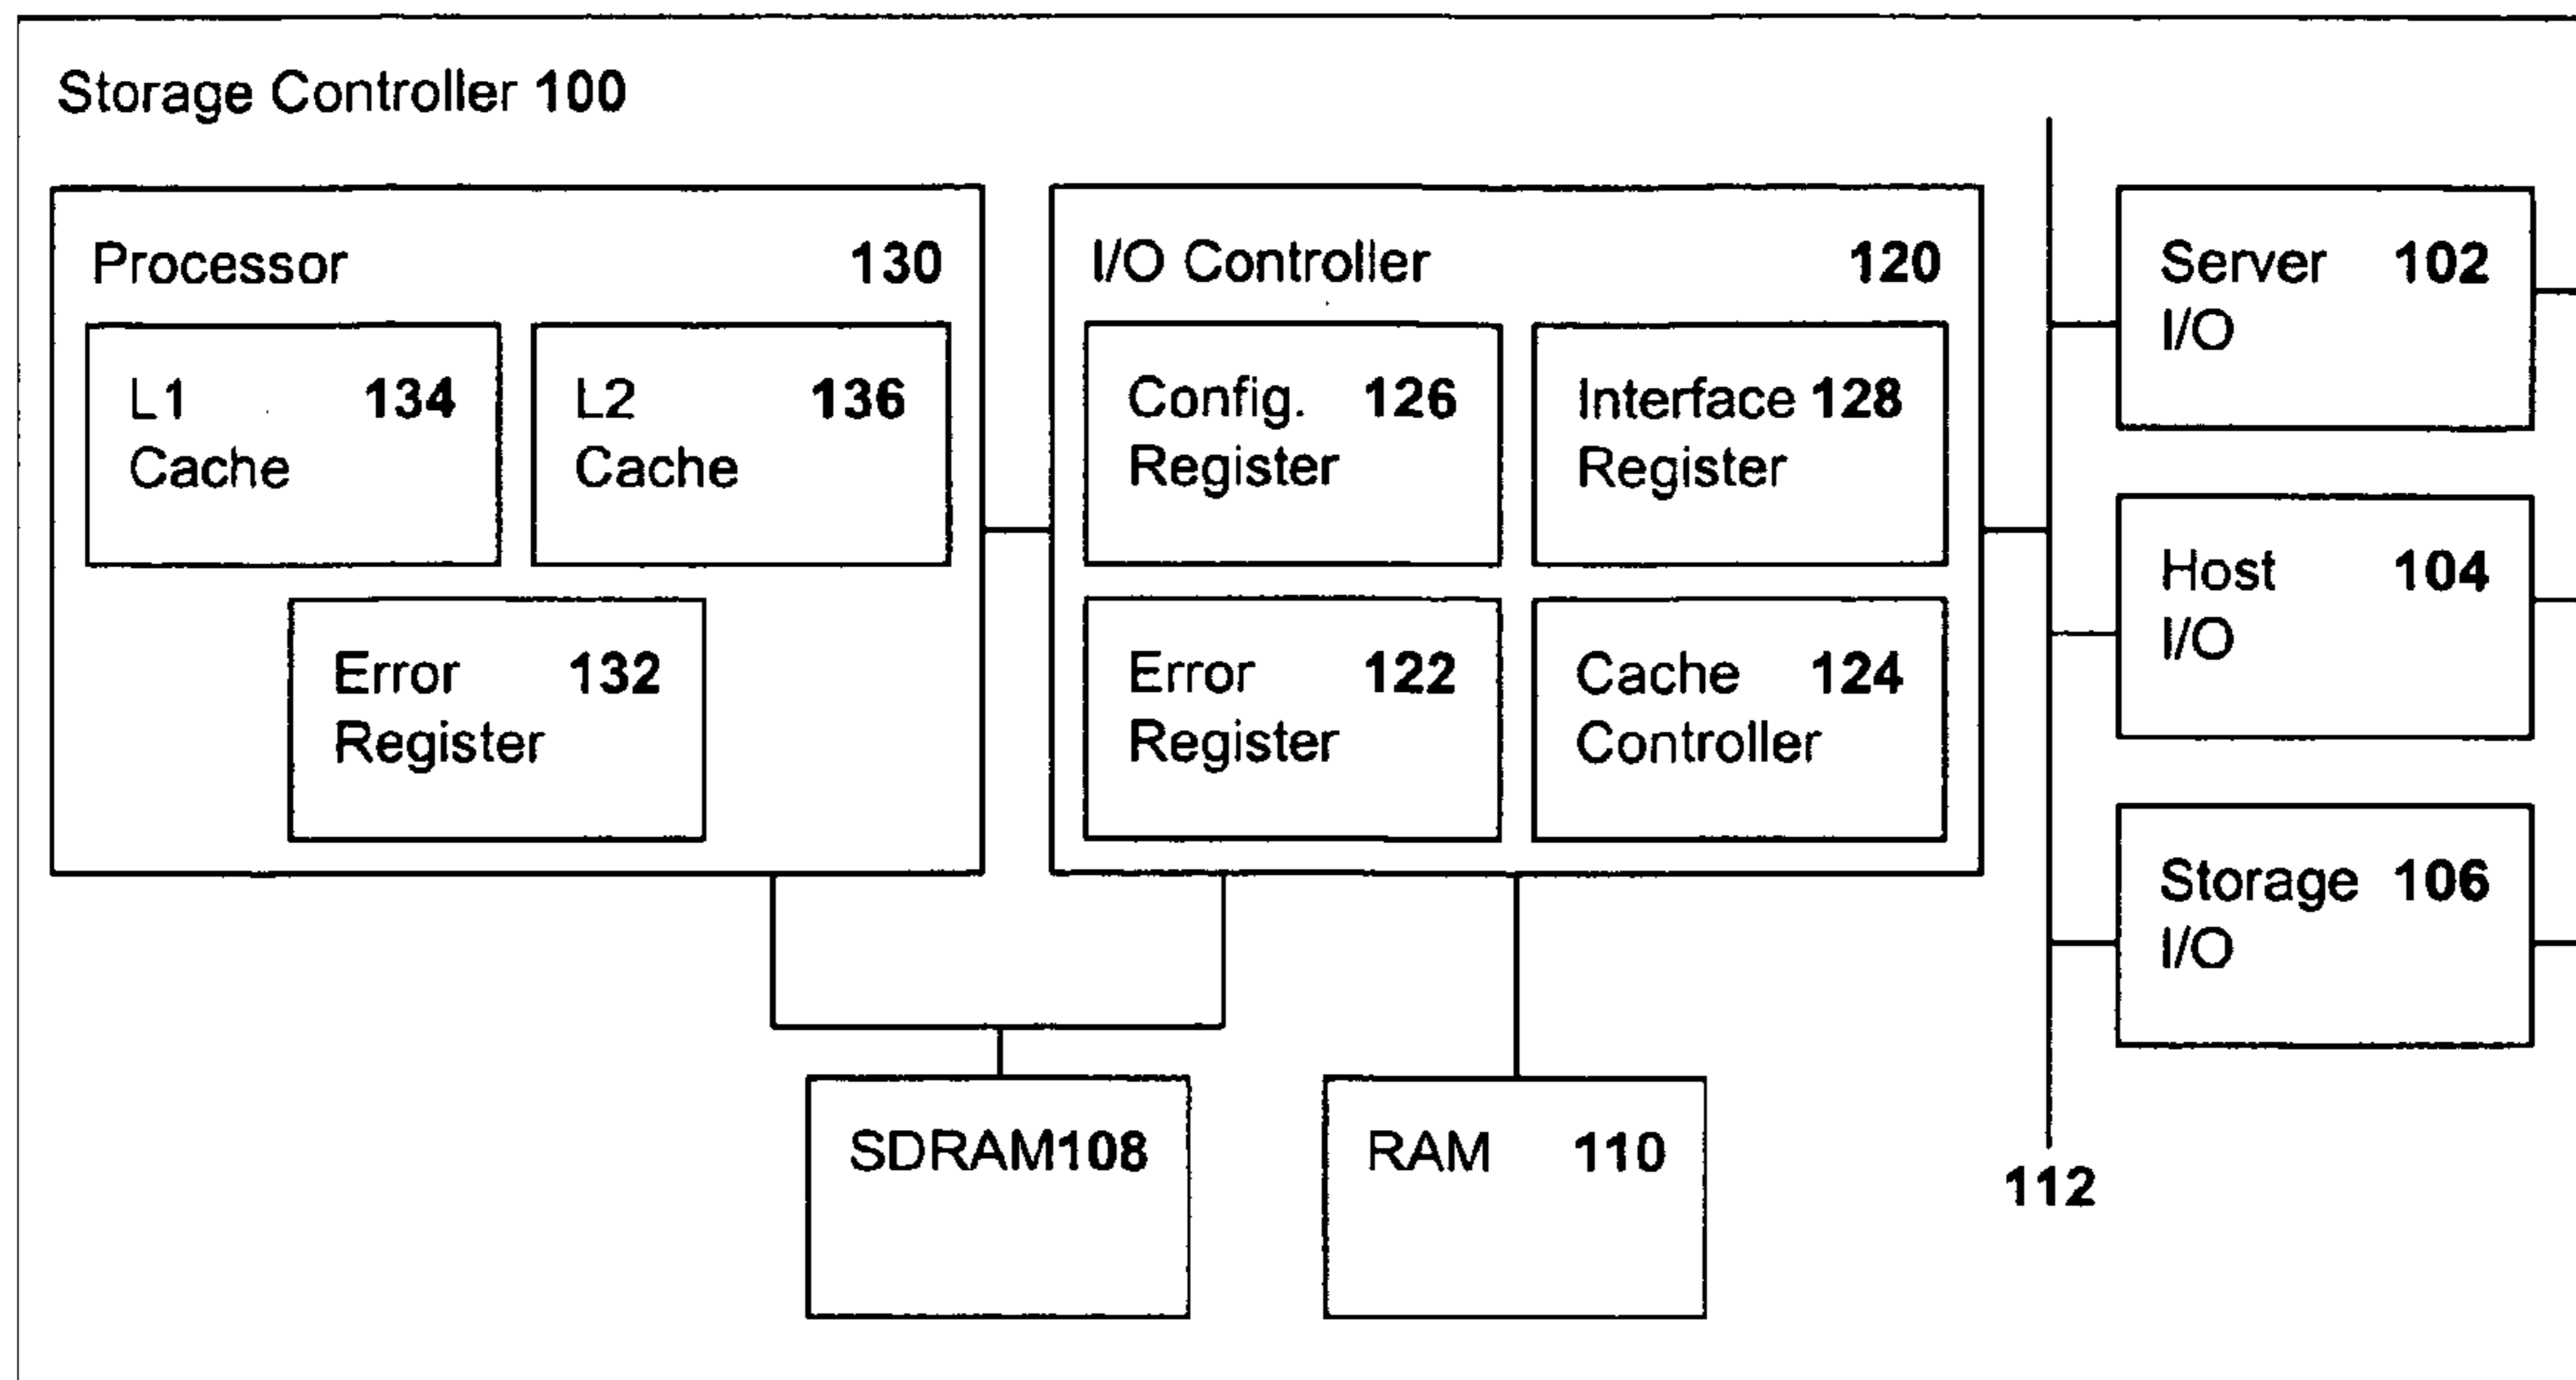 Storage Controller 100
Processor 130
L1 134
Cache
L2 136
Cache
Error 132
Register
I/O Controller 120
Config. 126
Register
Interface 128
Register
Error 122
Register
Cache 124
Controller
Server 102
I/O
Host 104
I/O
Storage 106
I/O
SDRAM108
RAM 110
112